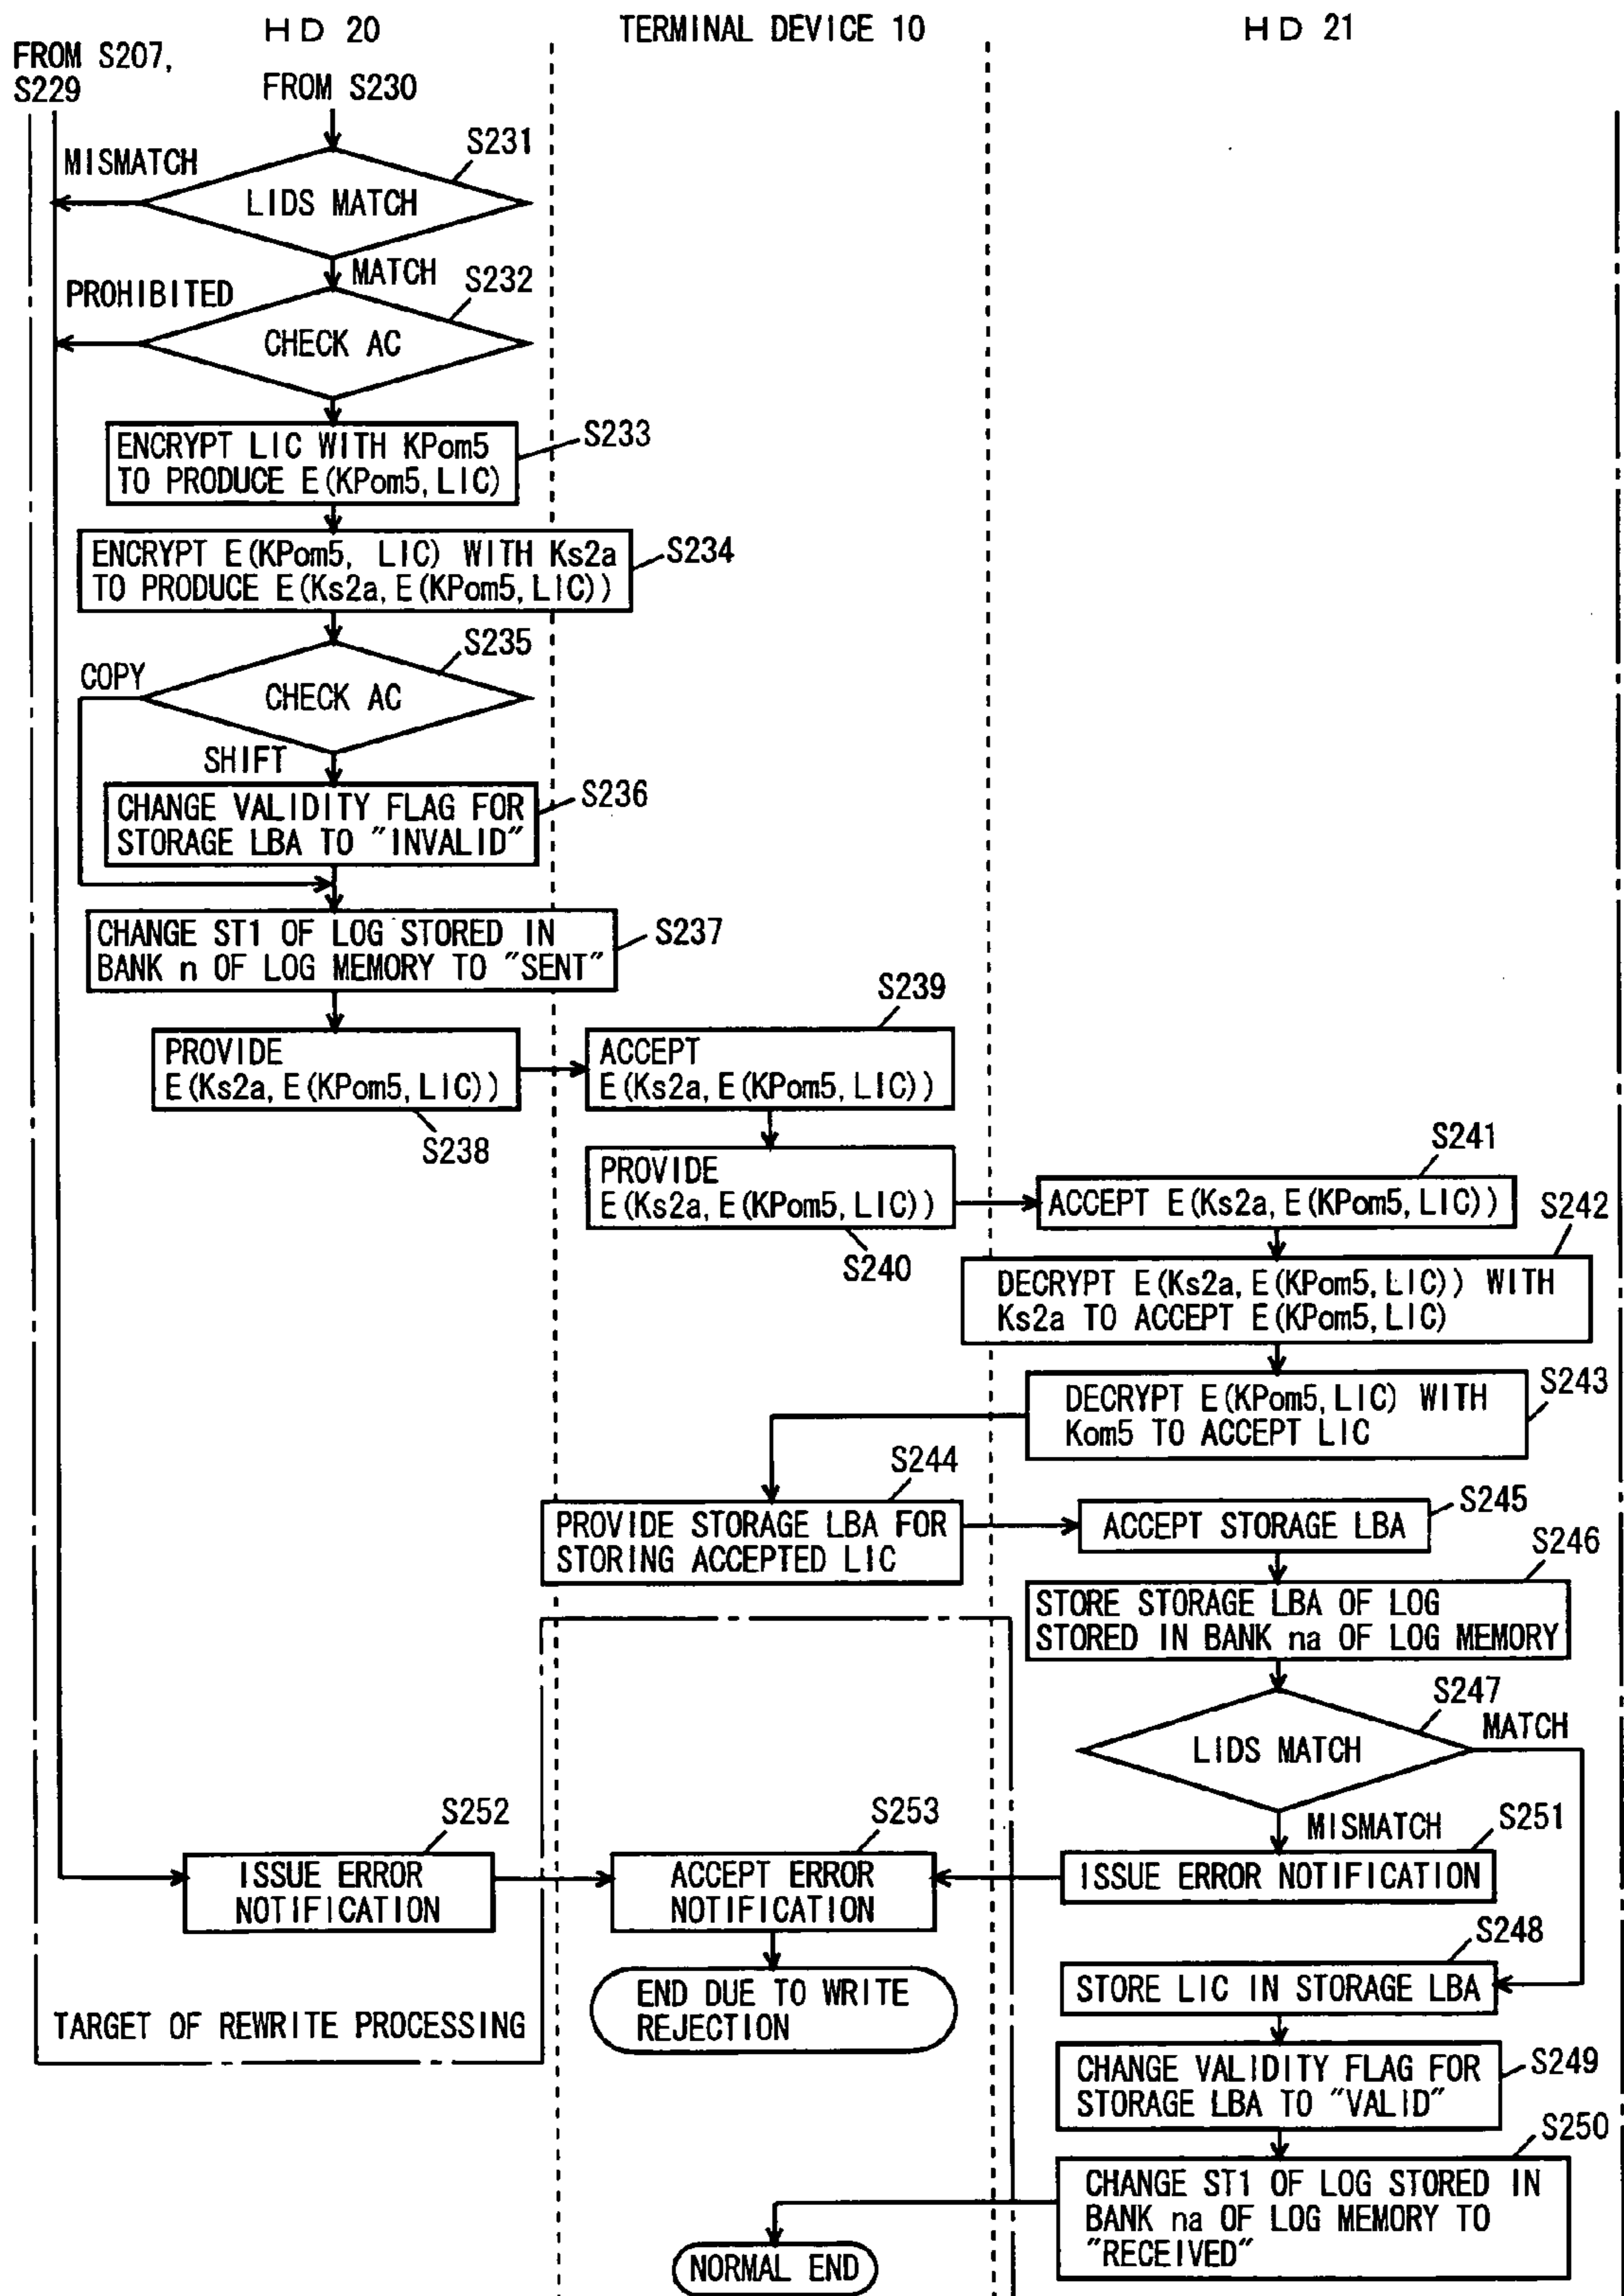 HD 20
TERMINAL DEVICE 10
HD 21
FROM S207,
S229
FROM S230
S231
MISMATCH
LIDS MATCH
MATCH
S232
PROHIBITED
CHECK AC
S233
ENCRYPT LIC WITH KPom5
TO PRODUCE E(KPom5, LIC)
S234
ENCRYPT E(KPom5, LIC) WITH Ks2a
TO PRODUCE E(Ks2a, E(KPom5, LIC))
S235
COPY
CHECK AC
SHIFT
S236
CHANGE VALIDITY FLAG FOR
STORAGE LBA TO "INVALID"
S237
CHANGE ST1 OF LOG STORED IN
BANK n OF LOG MEMORY TO "SENT"
S239
PROVIDE
E(Ks2a, E(KPom5, LIC))
S238
ACCEPT
E(Ks2a, E(KPom5, LIC))
PROVIDE
E(Ks2a, E(KPom5, LIC))
S240
S241
ACCEPT E(Ks2a, E(KPom5, LIC))
S242
DECRYPT E(Ks2a, E(KPom5, LIC)) WITH
Ks2a TO ACCEPT E(KPom5, LIC)
S243
DECRYPT E(KPom5, LIC) WITH
Kom5 TO ACCEPT LIC
S244
PROVIDE STORAGE LBA FOR
STORING ACCEPTED LIC
S245
ACCEPT STORAGE LBA
S246
STORE STORAGE LBA OF LOG
STORED IN BANK na OF LOG MEMORY
S247
MATCH
LIDS MATCH
MISMATCH
S252
ISSUE ERROR
NOTIFICATION
S253
ACCEPT ERROR
NOTIFICATION
S251
ISSUE ERROR NOTIFICATION
END DUE TO WRITE
REJECTION
TARGET OF REWRITE PROCESSING
S248
STORE LIC IN STORAGE LBA
S249
CHANGE VALIDITY FLAG FOR
STORAGE LBA TO "VALID"
S250
CHANGE ST1 OF LOG STORED IN
BANK na OF LOG MEMORY TO
"RECEIVED"
NORMAL END